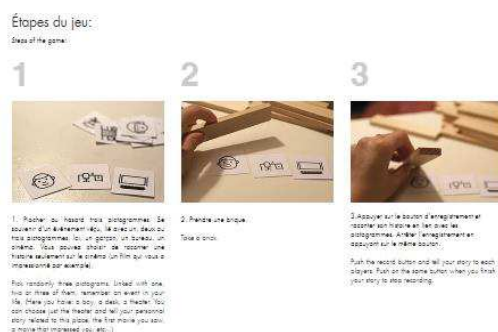 Étapes du jeu:
Steps of the game:
1
2
3
1. Piocher au hasard trois pictogrammes. Se
souvenir d'un évènement vécu, lié avec un, deux ou
trois pictogrammes. Ici, un garçon, un bureau, un
cinéma. Vous pouvez choisir de raconter une
histoire seulement sur le cinéma (un film qui vous a
impressionné par exemple).
Pick randomly three pictograms. Linked with one,
two or three of them, remember an event in your
life. (Here you have: a boy, a desk, a theater. You
can choose just the theater and tell your personnal
story related to this place, the first movie you saw,
a movie that impressed you, etc...)
2. Prendre une brique.
Take a brick.
3.Appuyer sur le bouton d'enregistrement et
raconter son histoire en lien avec les
pictogrammes. Arrêter l'enregistrement en
appuyant sur le même bouton.
Push the record button and tell your story to each
players. Push on the same button when you finish
your story to stop recording.